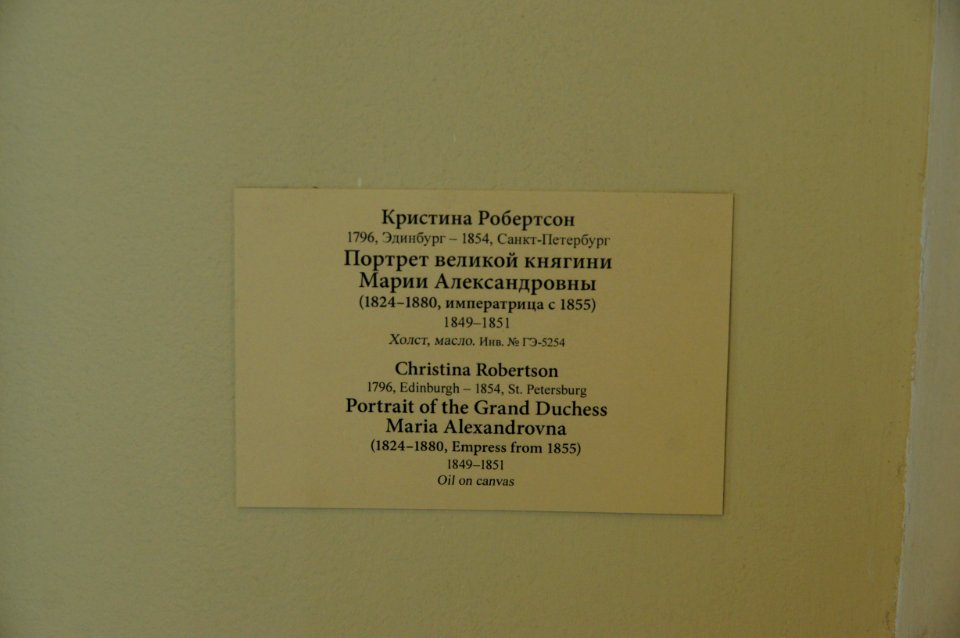 Кристина Робертсон
1796, Эдинбург – 1854, Санкт-Петербург
Портрет великой княгини
Марии Александровны
(1824–1880, императрица с 1855)
1849–1851
Холст, масло. Инв. № ГЭ-5254
Christina Robertson
1796, Edinburgh – 1854, St. Petersburg
Portrait of the Grand Duchess
Maria Alexandrovna
(1824–1880, Empress from 1855)
1849–1851
Oil on canvas